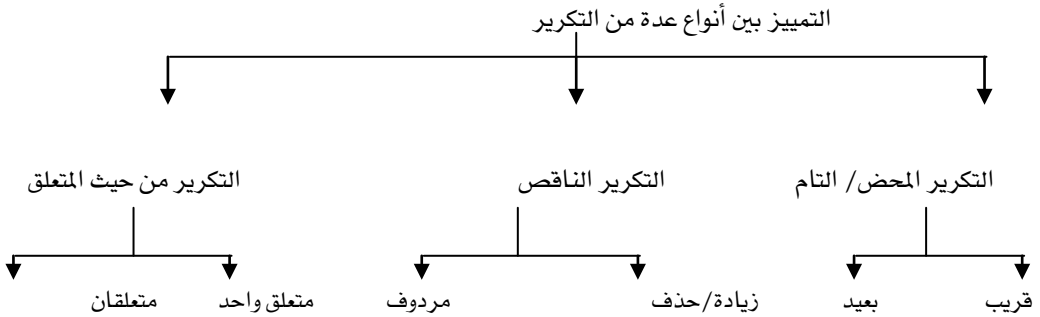 التمييز بين أنواع عدة من التكرير
التكرير المحض/ التام التكرير الناقص التكرير من حيث المتعلق
قريب بعيد زيادة/حذف مردوف متعلق واحد متعلقان